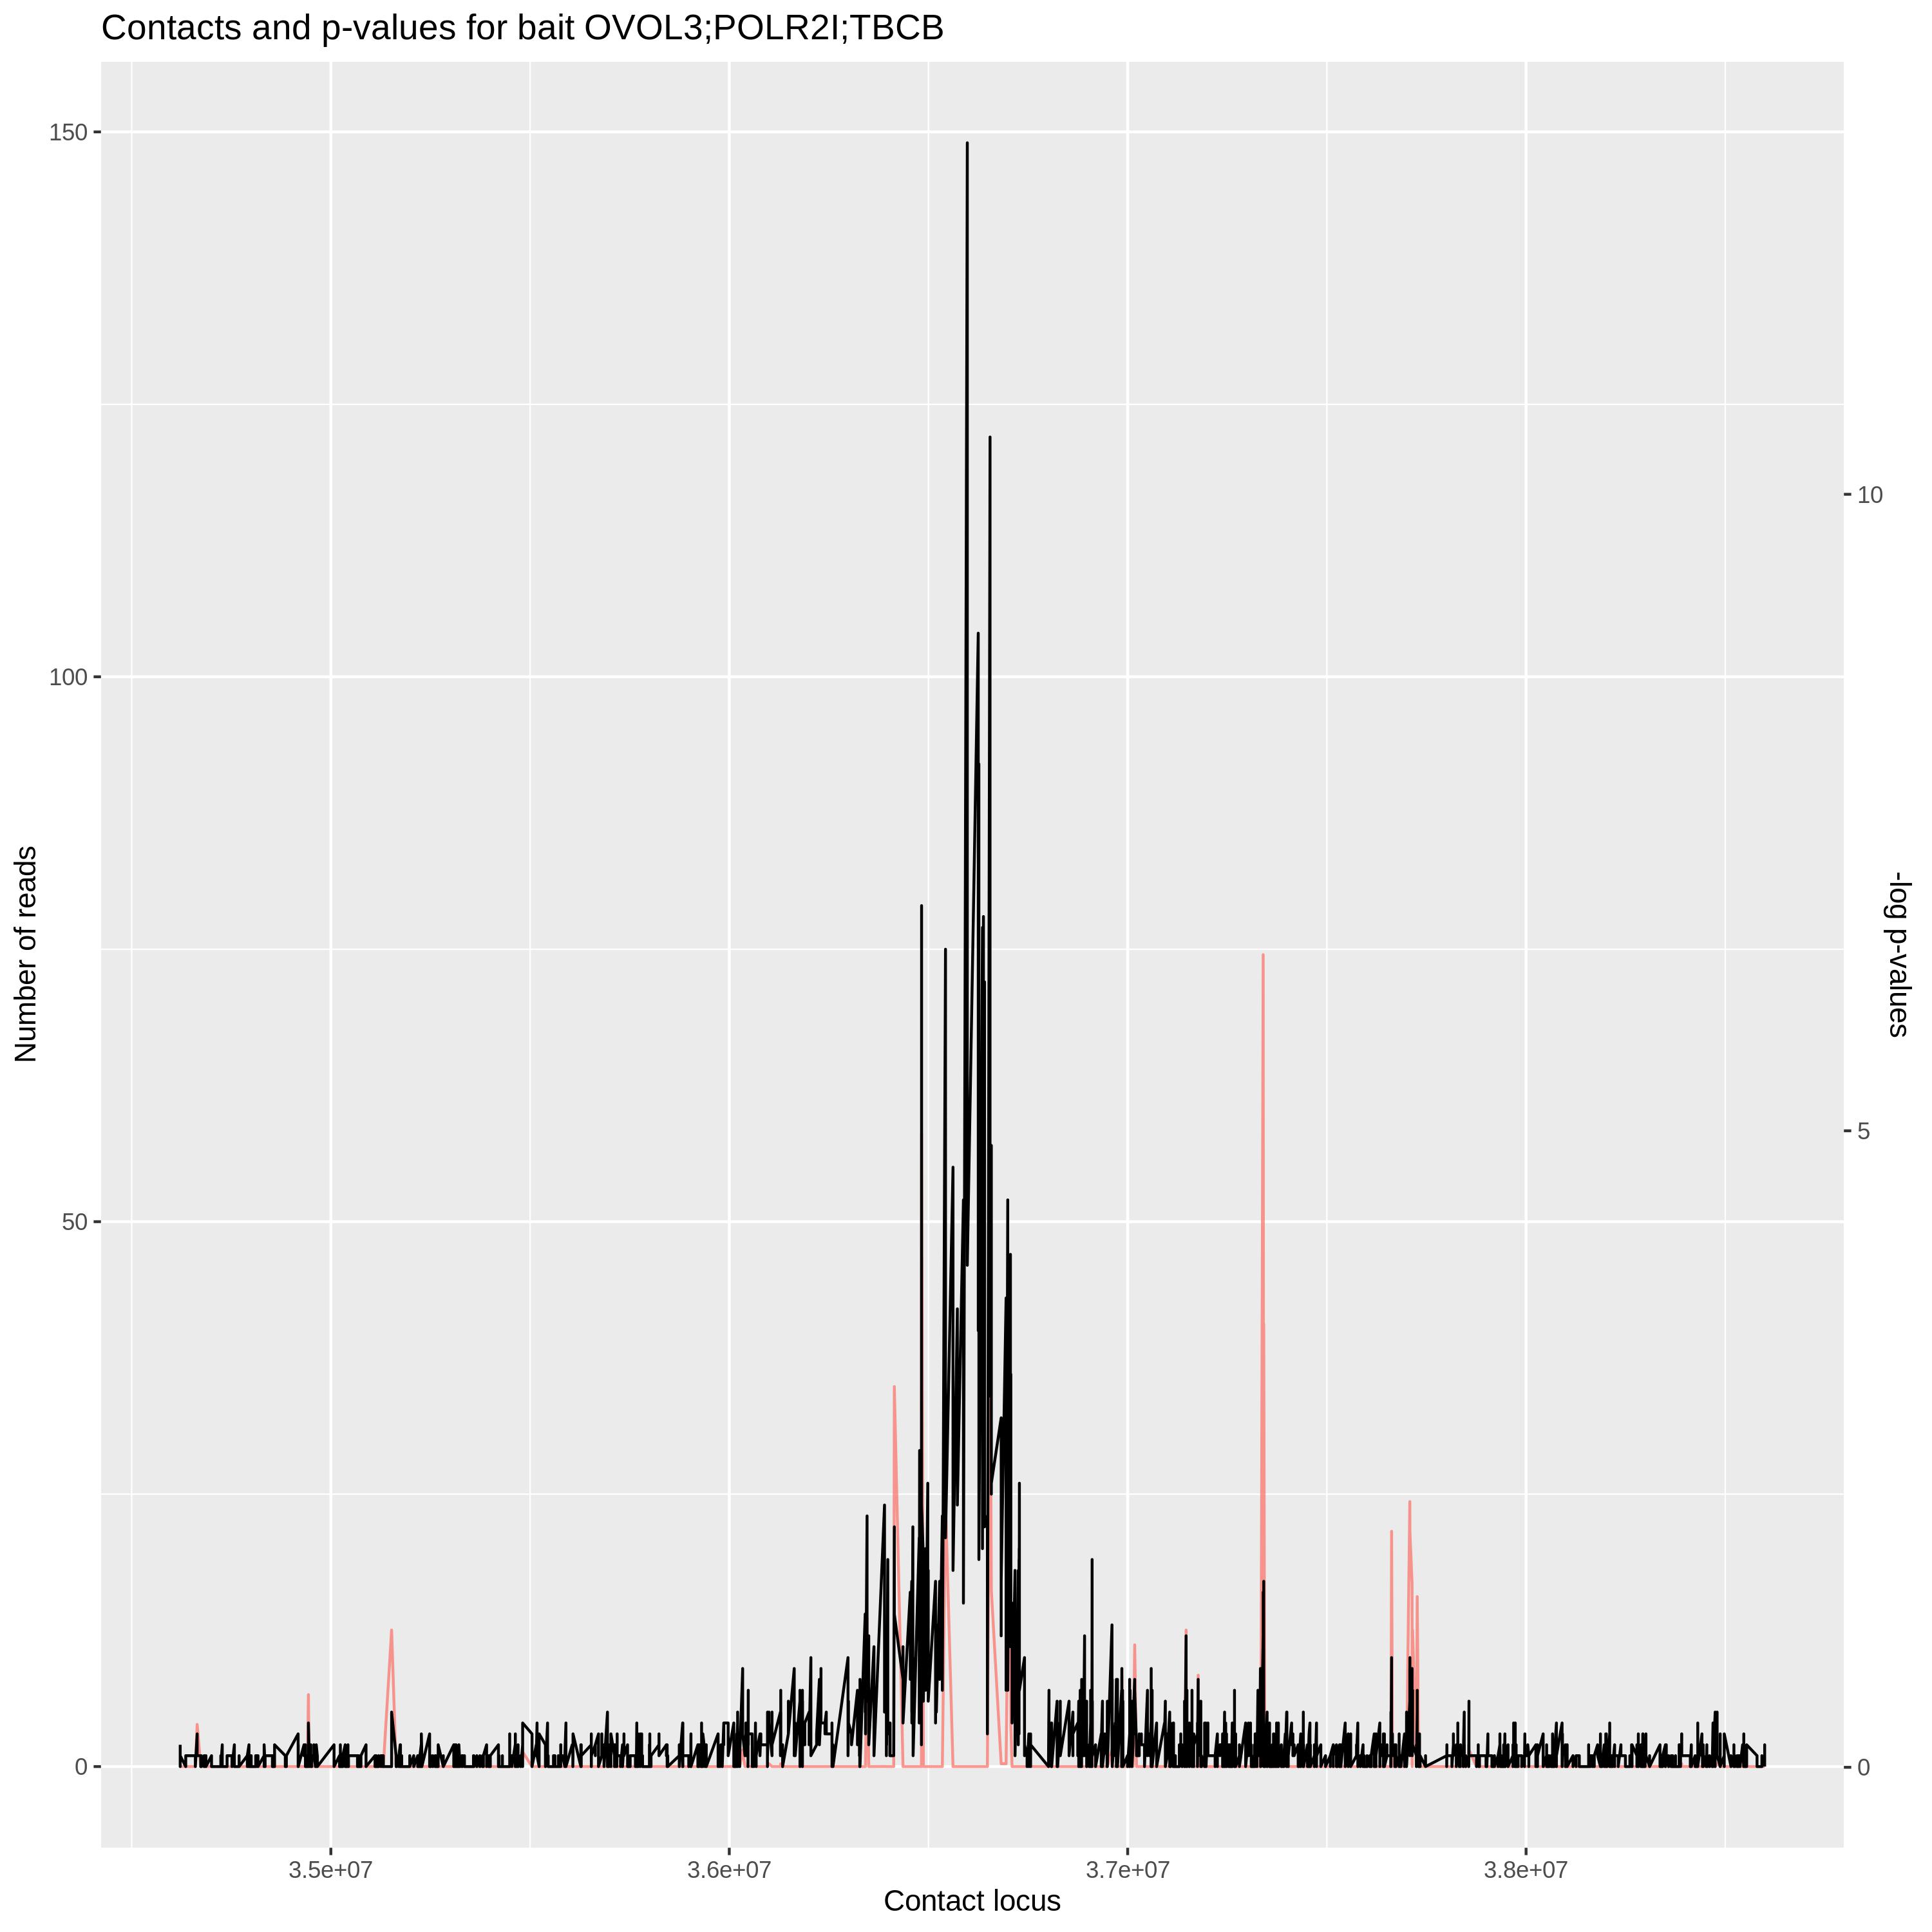 Contacts and p-values for bait OVOL3;POLR2I;TBCB
150
100
50
0
Number of reads
10
5
0
-log p-values
3.5e+07
3.6e+07
3.7e+07
3.8e+07
Contact locus